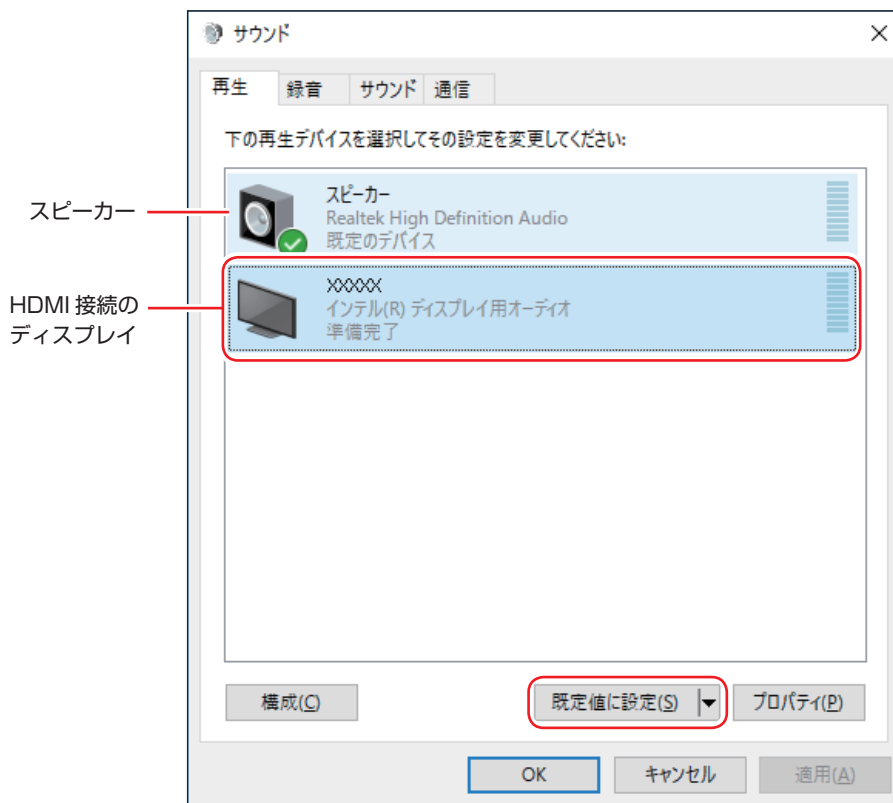 サウンド
再生 録音 サウンド 通信
下の再生デバイスを選択してその設定を変更してください:
スピーカー
スピーカー
Realtek High Definition Audio
既定のデバイス
HDMI 接続の
ディスプレイ
XXXXX
インテル(R) ディスプレイ用オーディオ
準備完了
構成(C) 既定値に設定(S) プロパティ(P)
OK キャンセル 適用(A)